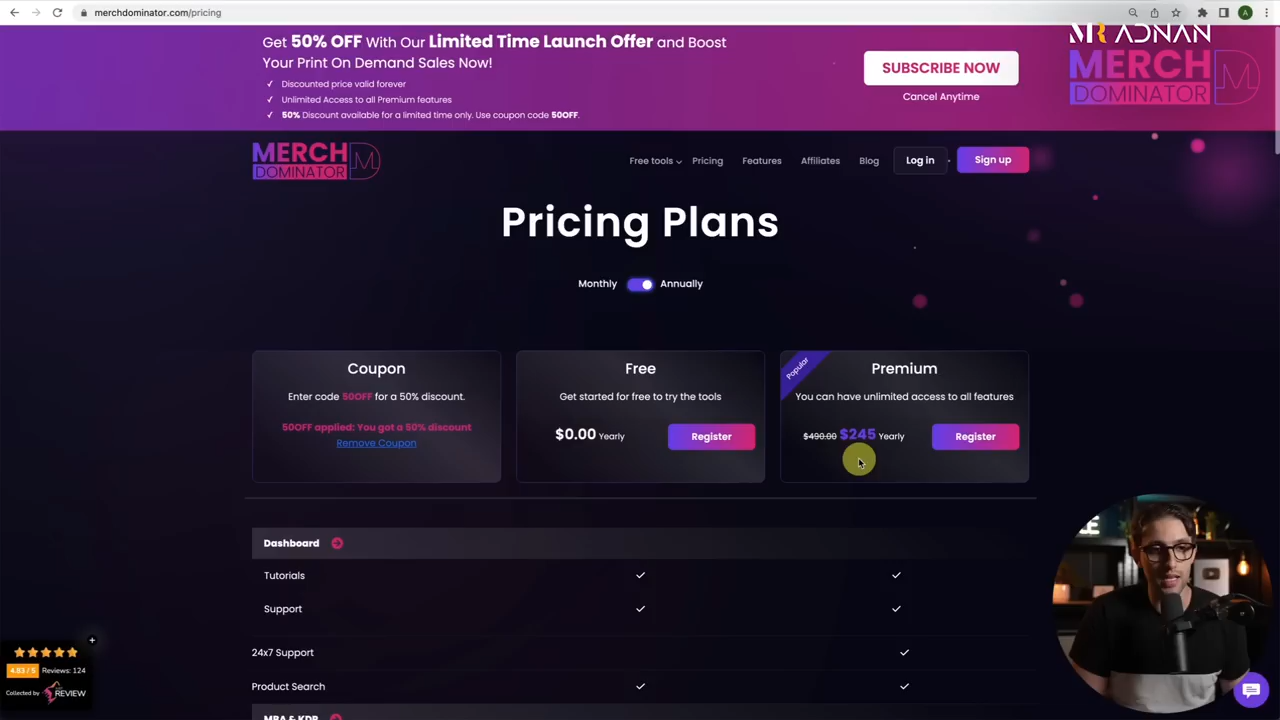 merchdominator.com/pricing
A
MR ADNAN
Get 50% OFF With Our Limited Time Launch Offer and Boost
Your Print On Demand Sales Now!
✓ Discounted price valid forever
✓ Unlimited Access to all Premium features
✓ 50% Discount available for a limited time only. Use coupon code 50OFF.
SUBSCRIBE NOW
Cancel Anytime
MERCH
DOMINATOR
MERCH
DOMINATOR
Free tools Pricing Features Affiliates Blog Log in Sign up
Pricing Plans
Monthly Annually
Coupon
Enter code 50OFF for a 50% discount.
50OFF applied: You got a 50% discount
Remove Coupon
Free
Get started for free to try the tools
$0.00 Yearly Register
Popular
Premium
You can have unlimited access to all features
$490.00 $245 Yearly Register
Dashboard
Tutorials
Support
24x7 Support
Product Search
MBA & KDP
4.83 / 5 Reviews: 124
Collected by REVIEW